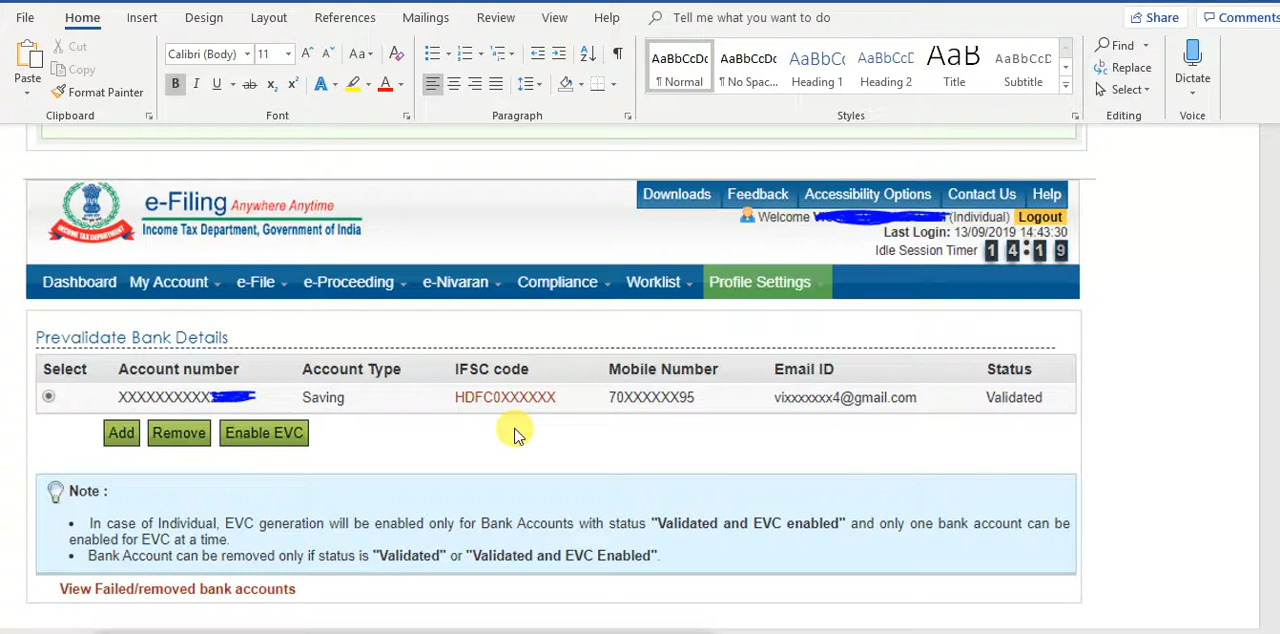 File Home Insert Design Layout References Mailings Review View Help Tell me what you want to do Share Comments
Paste Cut Copy Format Painter Clipboard
Calibri (Body) 11 Aa B I U ab x₂ x² A A Font
Paragraph
AaBbCcDc AaBbCcDc AaBbCc AaBbCcD AaB AaBbCcD
¶ Normal ¶ No Spac... Heading 1 Heading 2 Title Subtitle
Styles
Find Replace Select Editing
Dictate Voice
e-Filing Anywhere Anytime
Income Tax Department, Government of India
INCOME TAX DEPARTMENT
Downloads Feedback Accessibility Options Contact Us Help
Welcome (Individual) Logout
Last Login: 13/09/2019 14:43:30
Idle Session Timer 1 4 : 1 9
Dashboard My Account e-File e-Proceeding e-Nivaran Compliance Worklist Profile Settings
Prevalidate Bank Details
Select Account number Account Type IFSC code Mobile Number Email ID Status
XXXXXXXXXX Saving HDFC0XXXXXX 70XXXXXX95 vixxxxxxx4@gmail.com Validated
Add Remove Enable EVC
Note :
• In case of Individual, EVC generation will be enabled only for Bank Accounts with status "Validated and EVC enabled" and only one bank account can be
enabled for EVC at a time.
• Bank Account can be removed only if status is "Validated" or "Validated and EVC Enabled".
View Failed/removed bank accounts